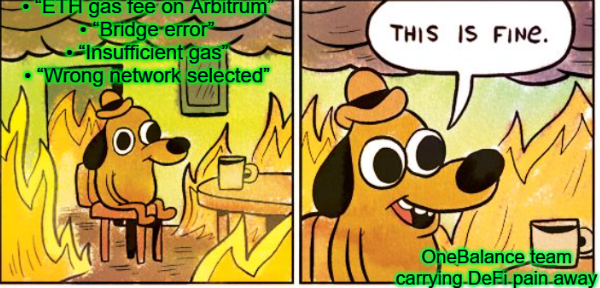 • “ETH gas fee on Arbitrum”
• “Bridge error”
• “Insufficient gas”
• “Wrong network selected”
THIS IS FINE.
OneBalance team
carrying DeFi pain away